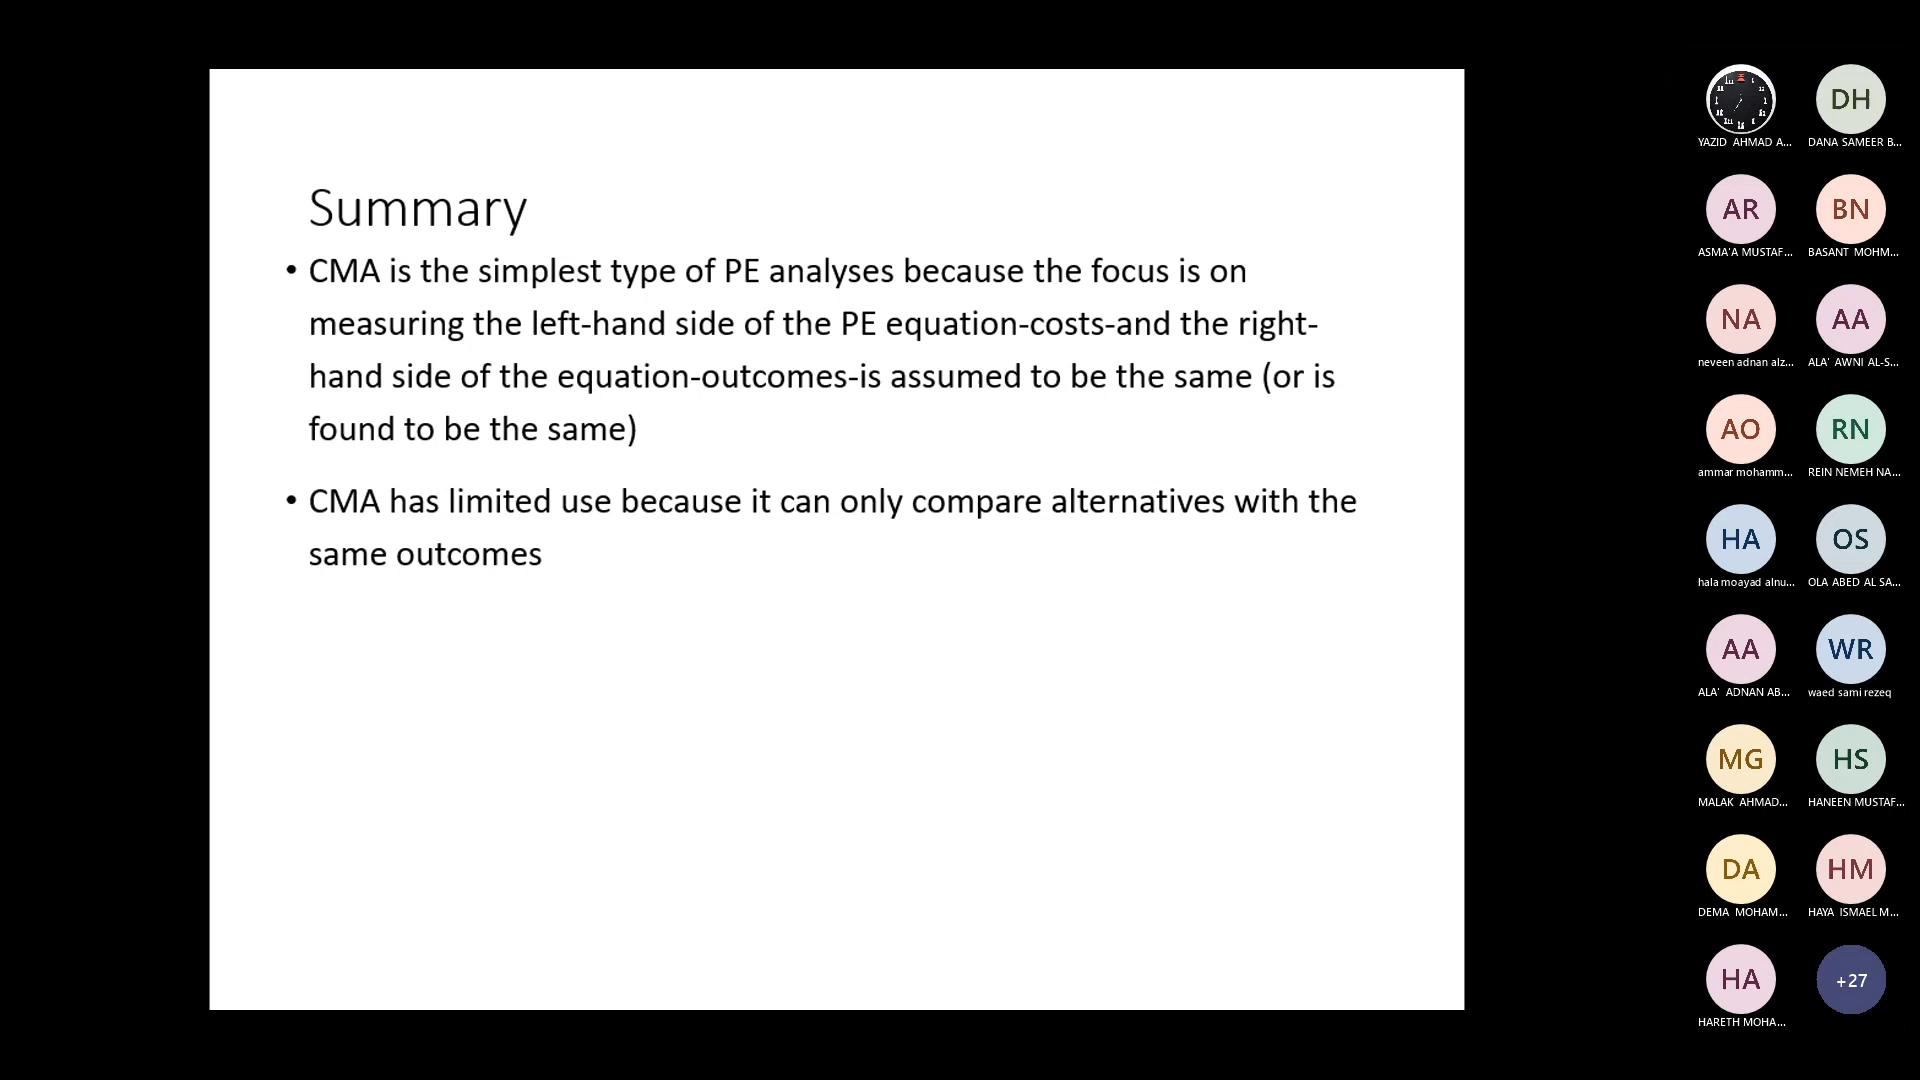 Summary
• CMA is the simplest type of PE analyses because the focus is on
measuring the left-hand side of the PE equation-costs-and the right-
hand side of the equation-outcomes-is assumed to be the same (or is
found to be the same)
• CMA has limited use because it can only compare alternatives with the
same outcomes
YAZID AHMAD A...
DH
DANA SAMEER B...
AR
ASMA'A MUSTAF...
BN
BASANT MOHM...
NA
neveen adnan alz...
AA
ALA' AWNI AL-S...
AO
ammar mohamm...
RN
REIN NEMEH NA...
HA
hala moayad alnu...
OS
OLA ABED AL SA...
AA
ALA' ADNAN AB...
WR
waed sami rezeq
MG
MALAK AHMAD...
HS
HANEEN MUSTAF...
DA
DEMA MOHAM...
HM
HAYA ISMAEL M...
HA
HARETH MOHA...
+27